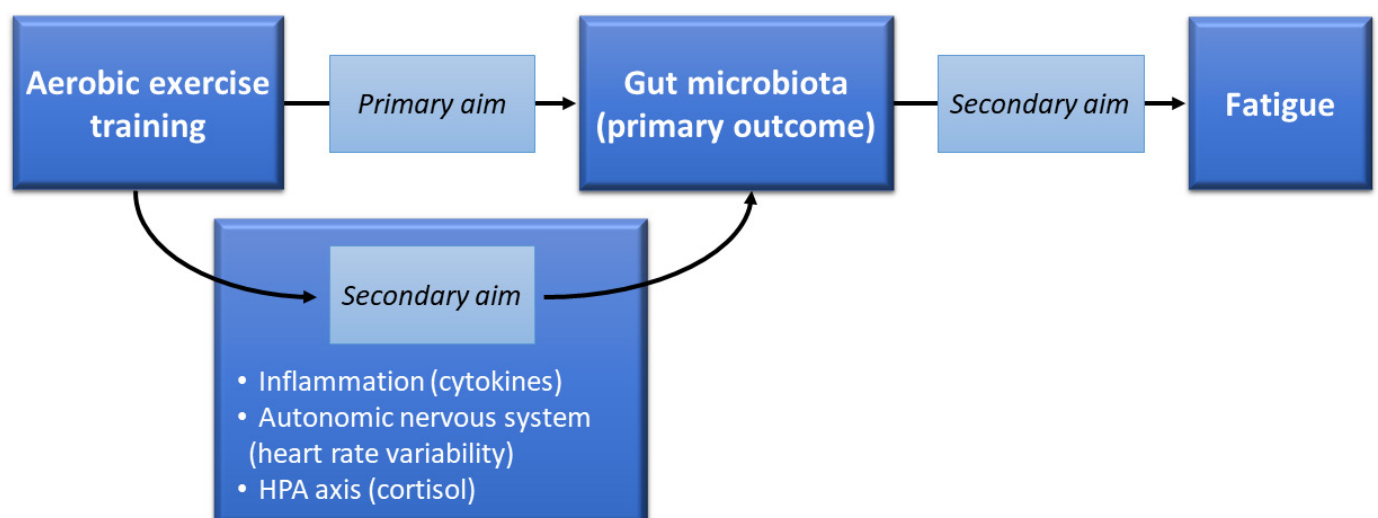 Aerobic exercise
training
Primary aim
Gut microbiota
(primary outcome)
Secondary aim
Fatigue
Secondary aim
• Inflammation (cytokines)
• Autonomic nervous system
(heart rate variability)
• HPA axis (cortisol)